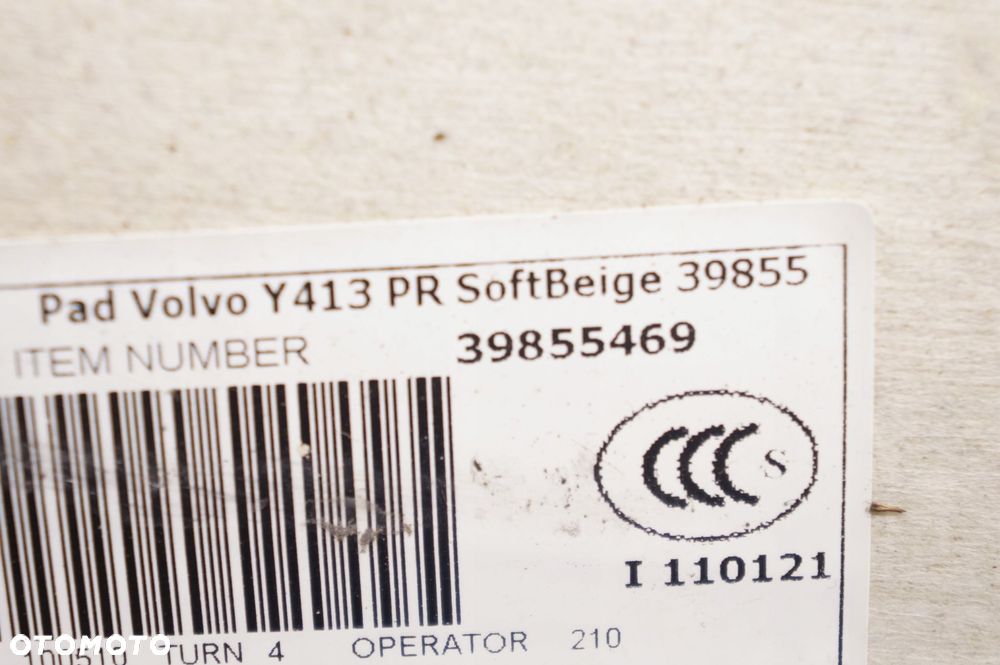 Pad Volvo Y413 PR SoftBeige 39855
ITEM NUMBER 39855469
CCC S
I 110121
TURN 4 OPERATOR 210
OTOMOTO